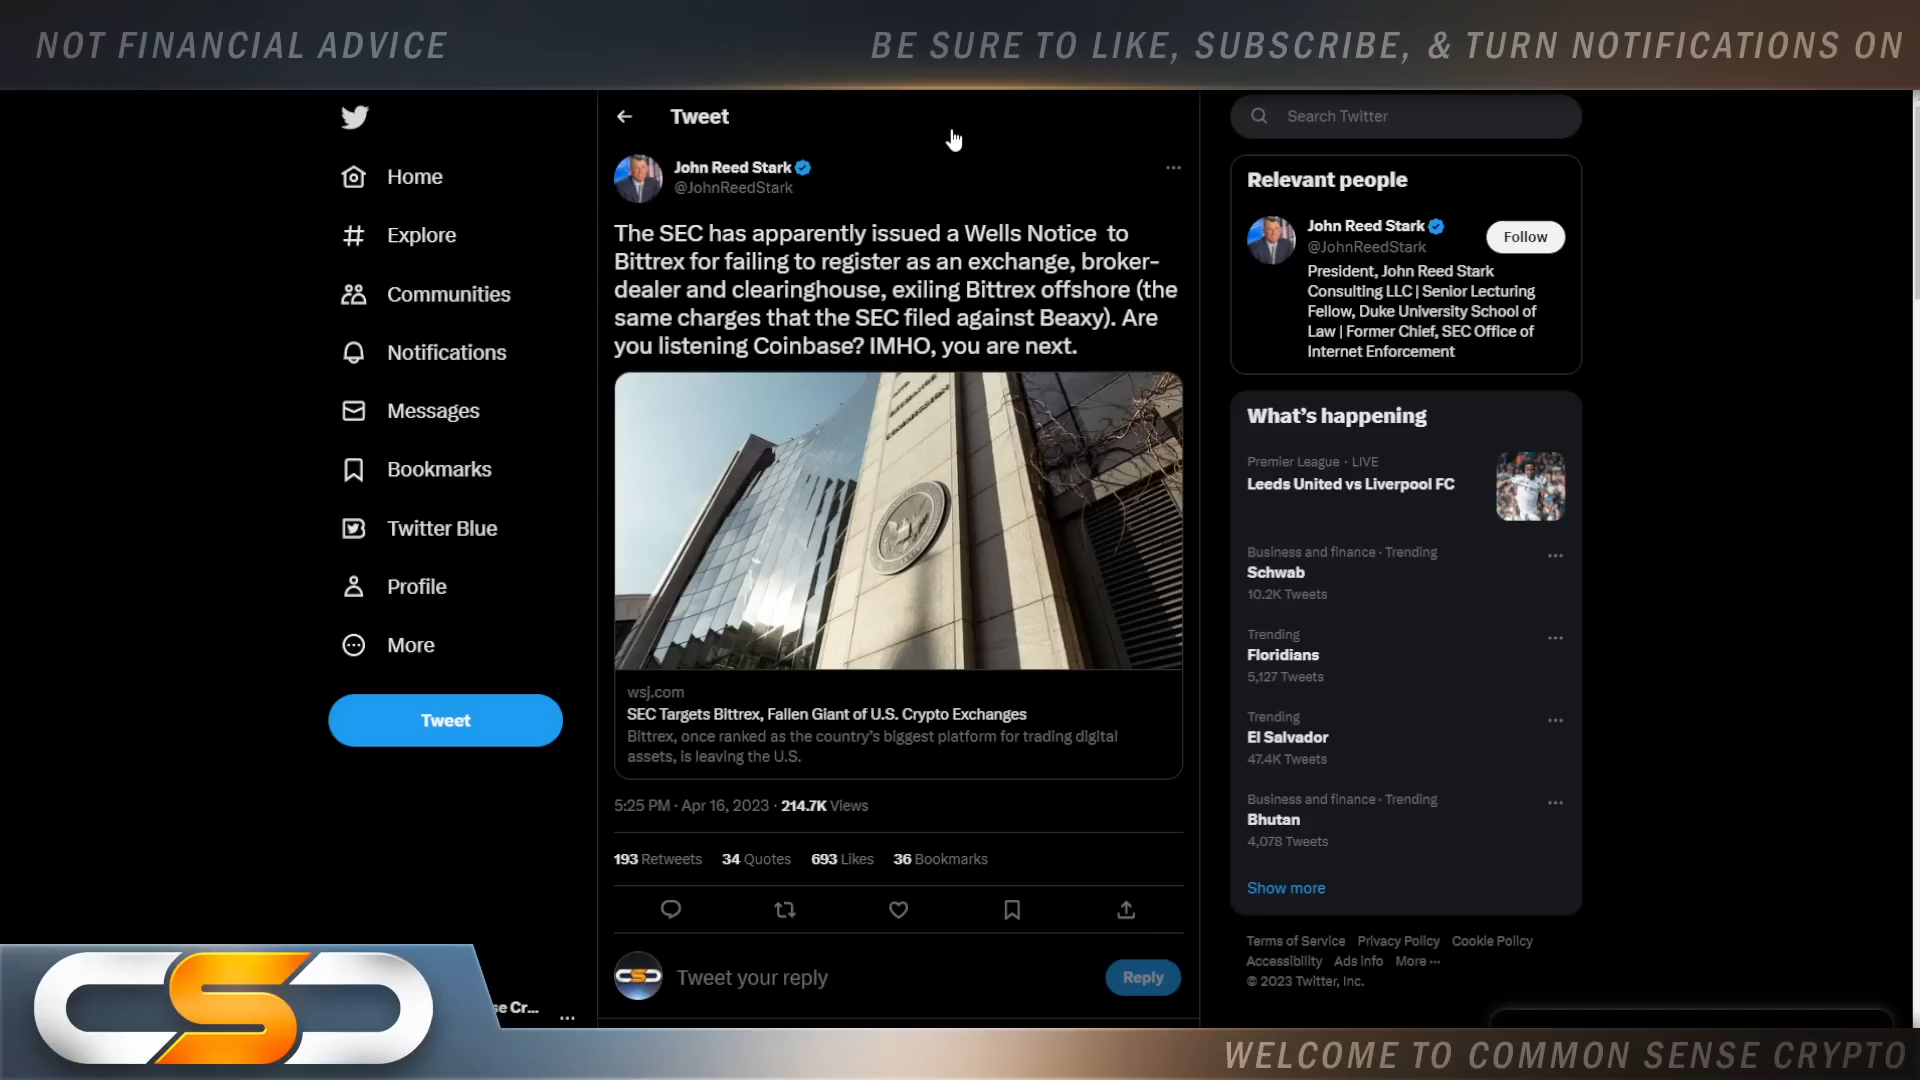 NOT FINANCIAL ADVICE
BE SURE TO LIKE, SUBSCRIBE, & TURN NOTIFICATIONS ON
Home
Explore
Communities
Notifications
Messages
Bookmarks
Twitter Blue
Profile
More
Tweet
se Cr...
Tweet
John Reed Stark
@JohnReedStark
The SEC has apparently issued a Wells Notice to
Bittrex for failing to register as an exchange, broker-
dealer and clearinghouse, exiling Bittrex offshore (the
same charges that the SEC filed against Beaxy). Are
you listening Coinbase? IMHO, you are next.
wsj.com
SEC Targets Bittrex, Fallen Giant of U.S. Crypto Exchanges
Bittrex, once ranked as the country's biggest platform for trading digital
assets, is leaving the U.S.
5:25 PM · Apr 16, 2023 · 214.7K Views
193 Retweets 34 Quotes 693 Likes 36 Bookmarks
Tweet your reply
Reply
Search Twitter
Relevant people
John Reed Stark
@JohnReedStark
Follow
President, John Reed Stark
Consulting LLC | Senior Lecturing
Fellow, Duke University School of
Law | Former Chief, SEC Office of
Internet Enforcement
What's happening
Premier League · LIVE
Leeds United vs Liverpool FC
Business and finance · Trending
Schwab
10.2K Tweets
Trending
Floridians
5,127 Tweets
Trending
El Salvador
47.4K Tweets
Business and finance · Trending
Bhutan
4,078 Tweets
Show more
Terms of Service Privacy Policy Cookie Policy
Accessibility Ads info More ...
© 2023 Twitter, Inc.
CSC
WELCOME TO COMMON SENSE CRYPTO